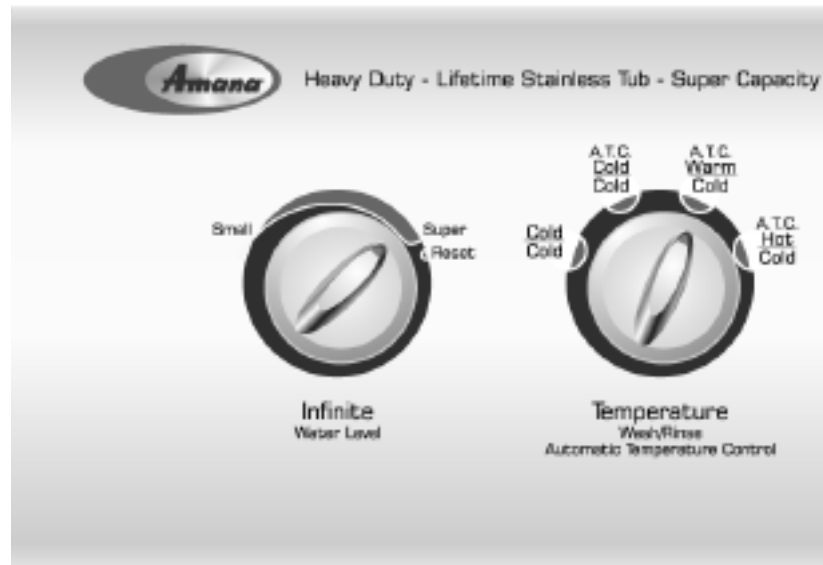 Amana
Heavy Duty - Lifetime Stainless Tub - Super Capacity
Small
Super
Reset
Infinite
Water Level
Cold
Cold
A.T.C.
Cold
Cold
A.T.C.
Warm
Cold
A.T.C.
Hot
Cold
Temperature
Wash/Rinse
Automatic Temperature Control